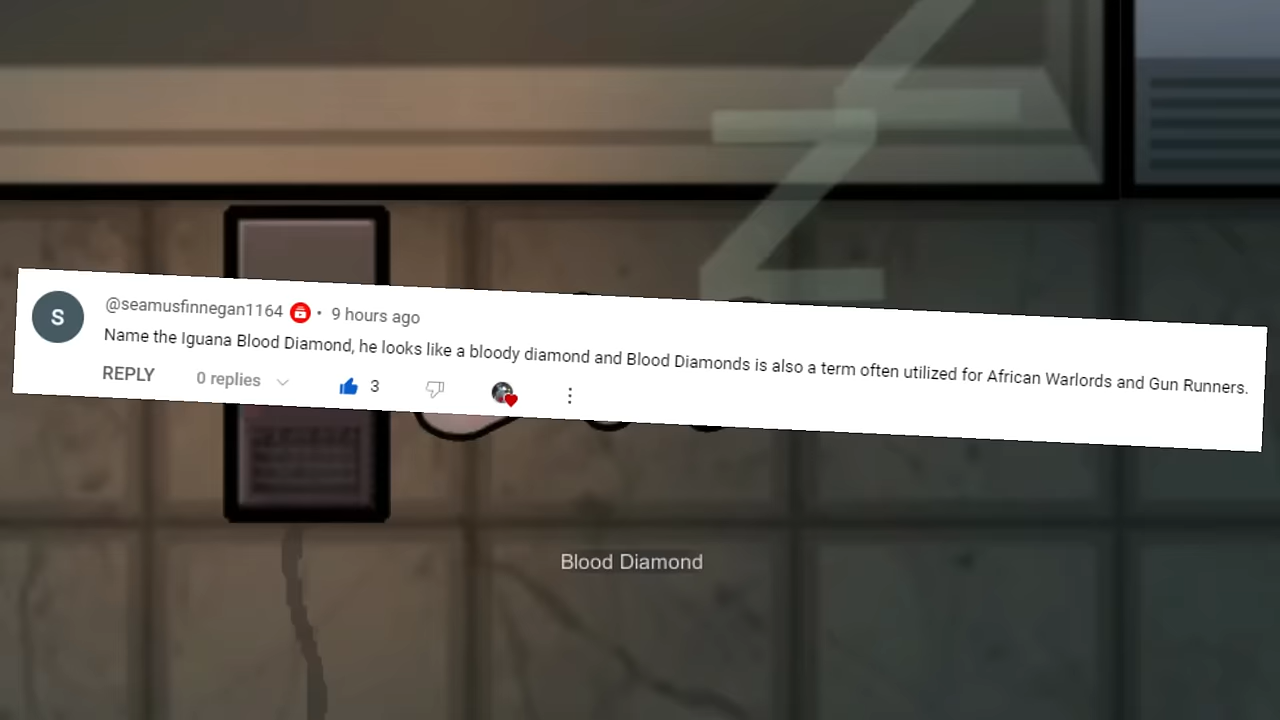 @seamusfinnegan1164 • 9 hours ago
Name the Iguana Blood Diamond, he looks like a bloody diamond and Blood Diamonds is also a term often utilized for African Warlords and Gun Runners.
REPLY 0 replies 3
S
Z
Z
Blood Diamond